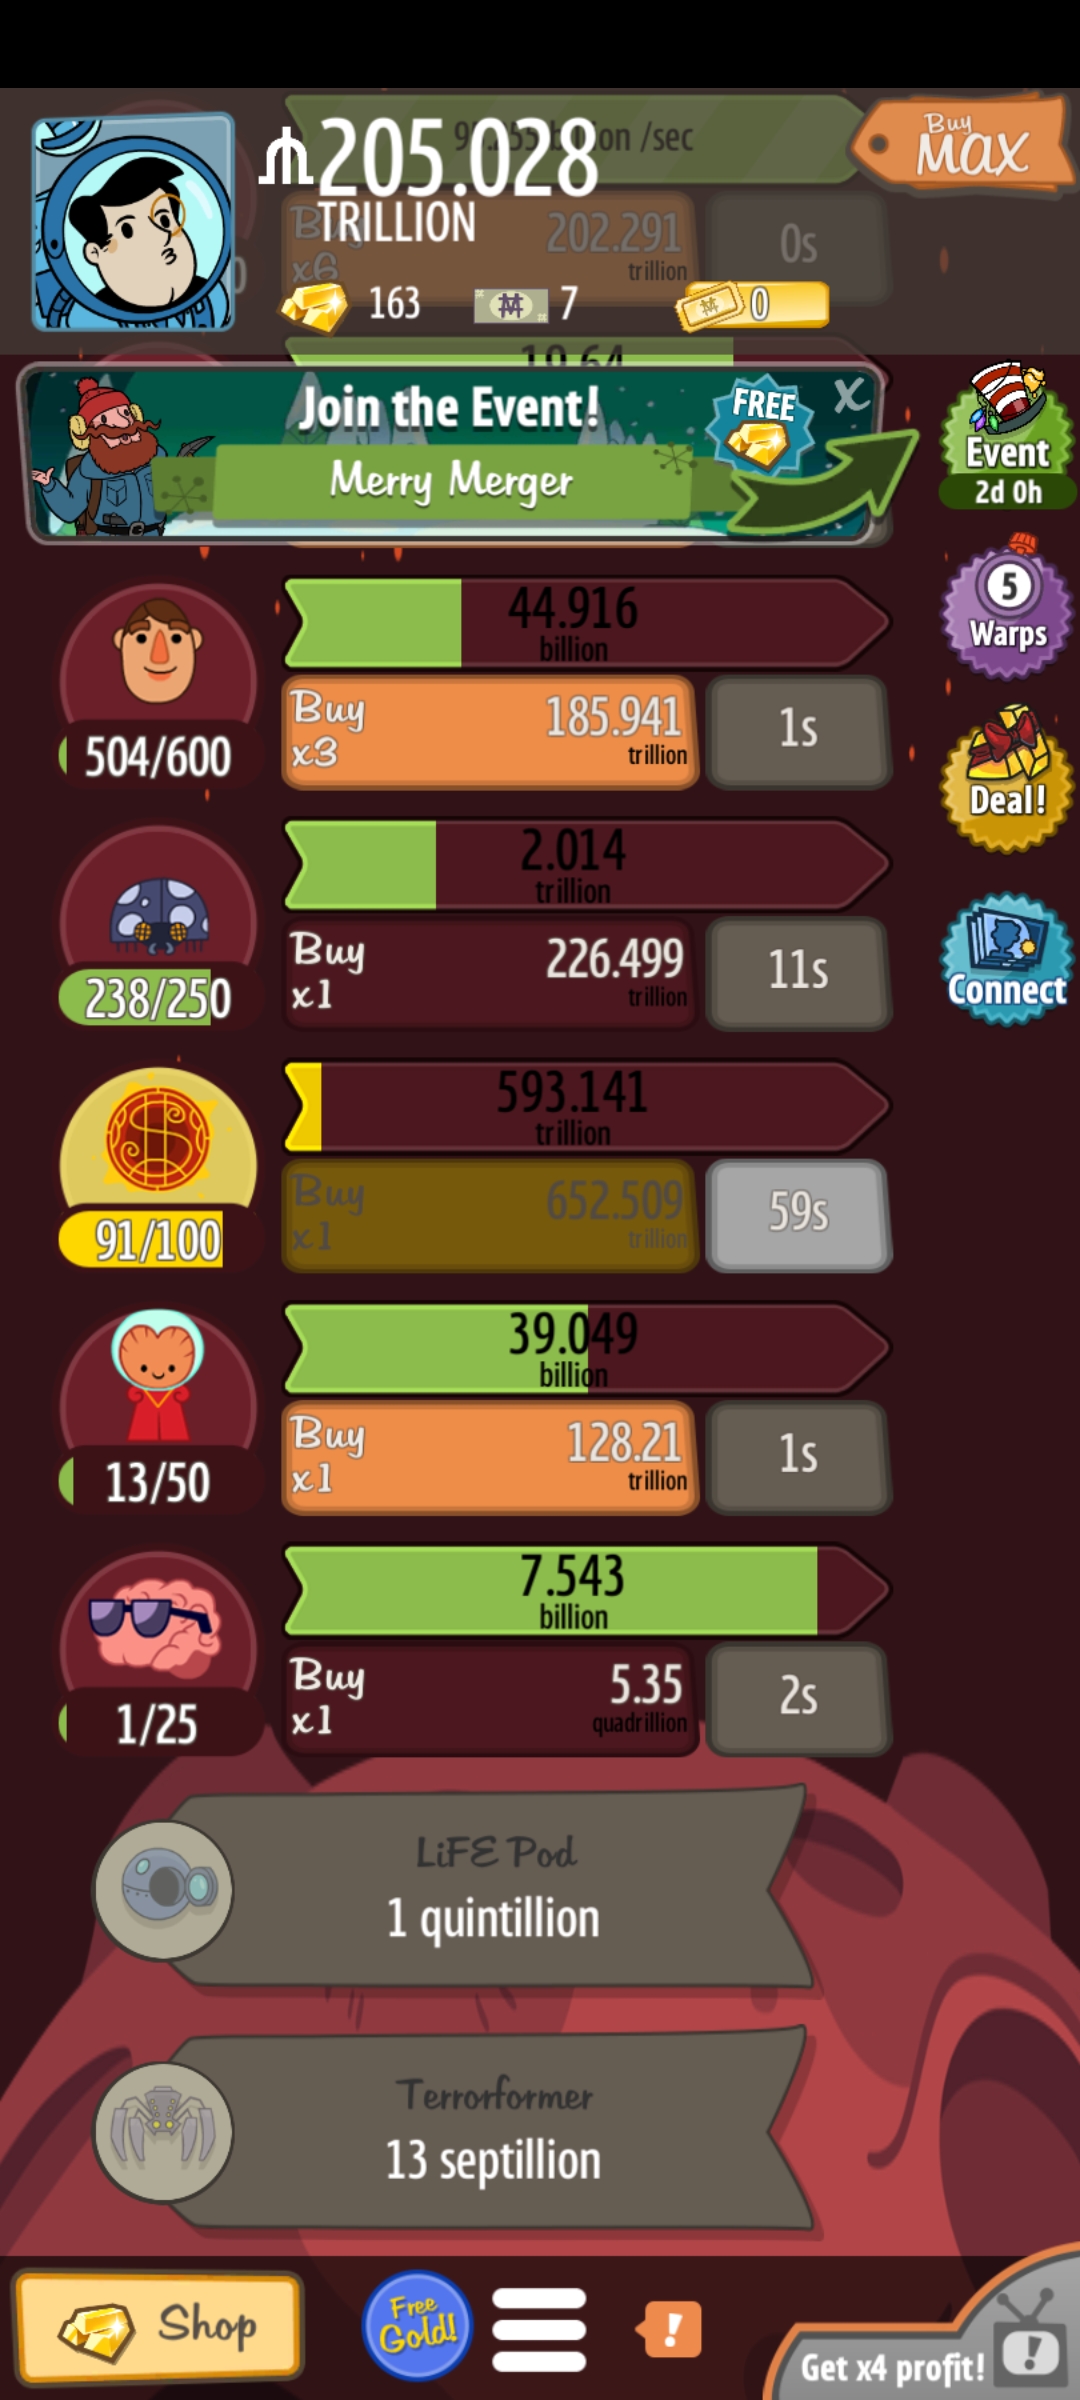 205.028
TRILLION
/sec
Buy
MAX
Buy
x6
202.291
trillion
0s
163
7
0
19.64
Join the Event!
Merry Merger
FREE
X
Event
2d 0h
44.916
billion
504/600
Buy
x3
185.941
trillion
1s
5
Warps
Deal!
2.014
trillion
238/250
Buy
x1
226.499
trillion
11s
Connect
593.141
trillion
91/100
Buy
x1
652.509
trillion
59s
39.049
billion
13/50
Buy
x1
128.21
trillion
1s
7.543
billion
1/25
Buy
x1
5.35
quadrillion
2s
LiFE Pod
1 quintillion
Terrorformer
13 septillion
Shop
Free
Gold!
!
Get x4 profit!
!